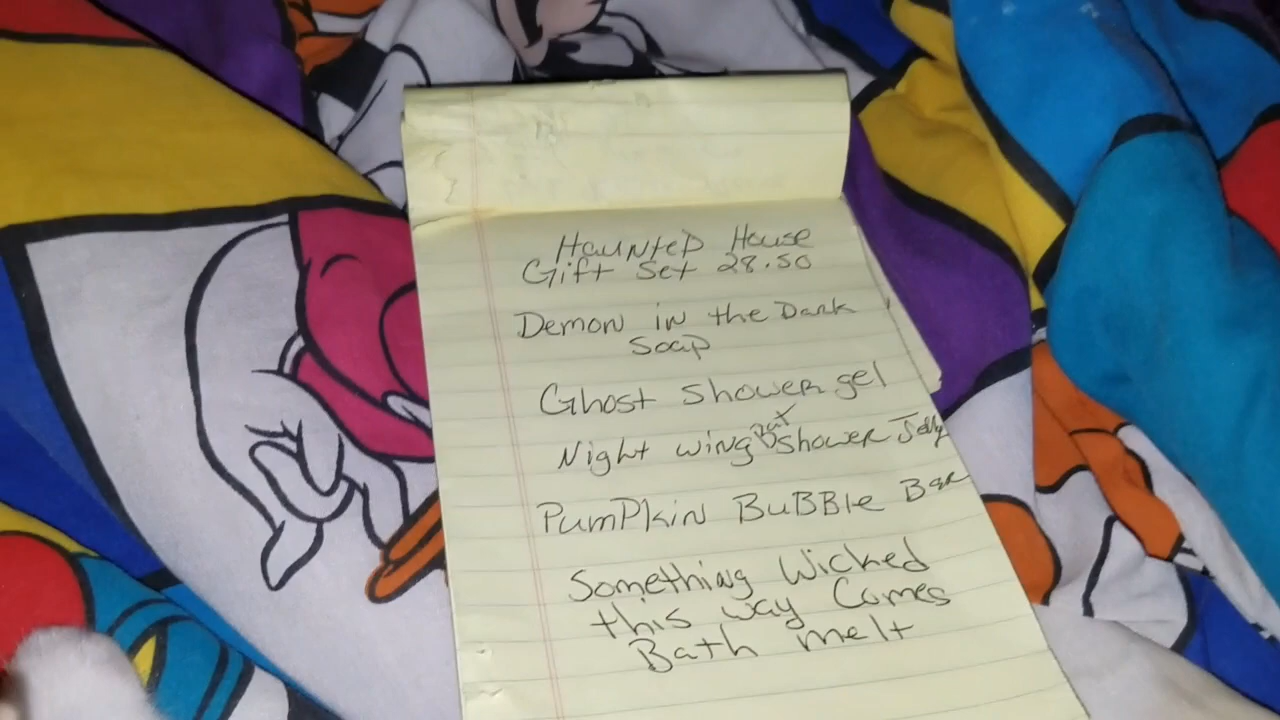 Haunted House
Gift Set 28.50
Demon in the Dark
Soap
Ghost Shower gel
Night wing Bat Shower Jelly
Pumpkin Bubble Bar
Something Wicked
this way Comes
Bath melt